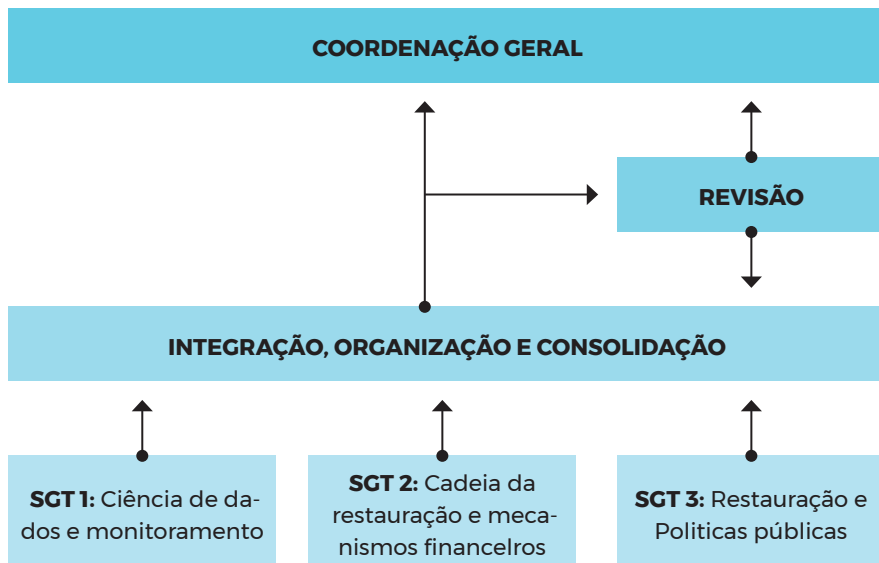 COORDENAÇÃO GERAL
REVISÃO
INTEGRAÇÃO, ORGANIZAÇÃO E CONSOLIDAÇÃO
SGT 1: Ciência de da-
dos e monitoramento
SGT 2: Cadeia da
restauração e meca-
nismos financelros
SGT 3: Restauração e
Politicas públicas